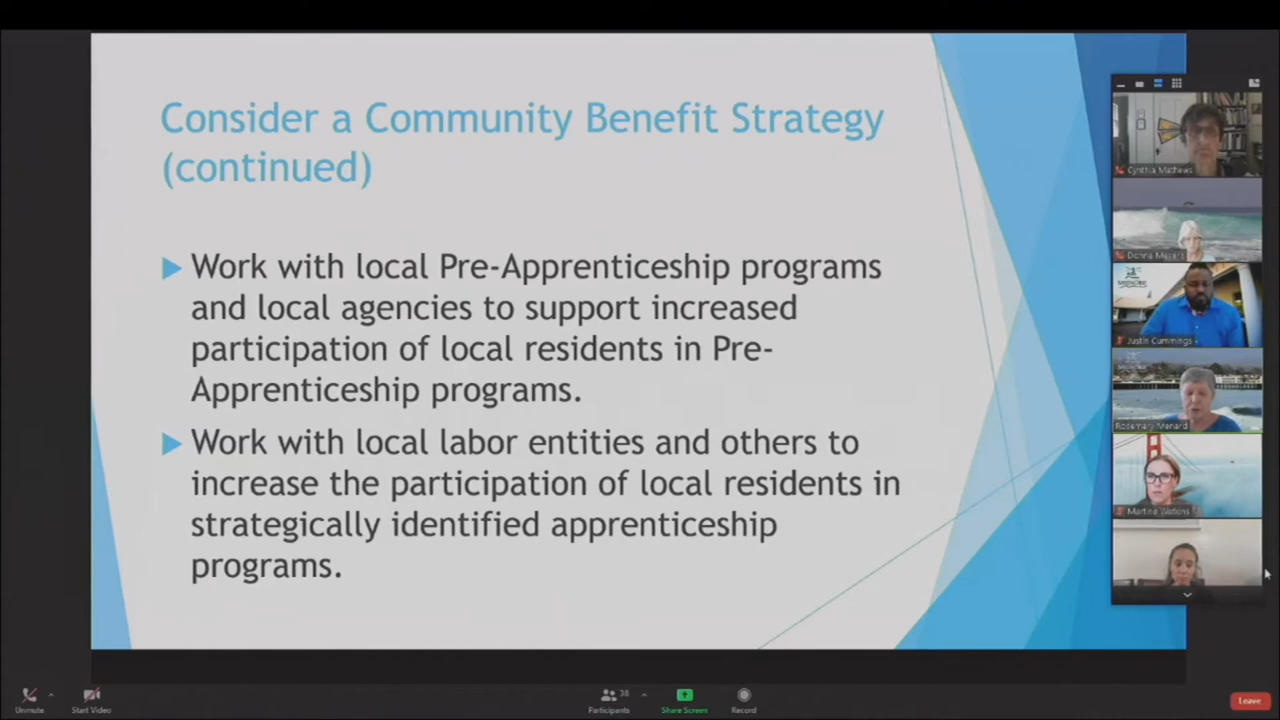 Consider a Community Benefit Strategy
(continued)
Work with local Pre-Apprenticeship programs
and local agencies to support increased
participation of local residents in Pre-
Apprenticeship programs.
Work with local labor entities and others to
increase the participation of local residents in
strategically identified apprenticeship
programs.
Cynthia Mathews
Donna Meyers
Justin Cummings
Rosemary Menard
Martine Watkins
Unmute
Start Video
38
Participants
Share Screen
Record
Leave